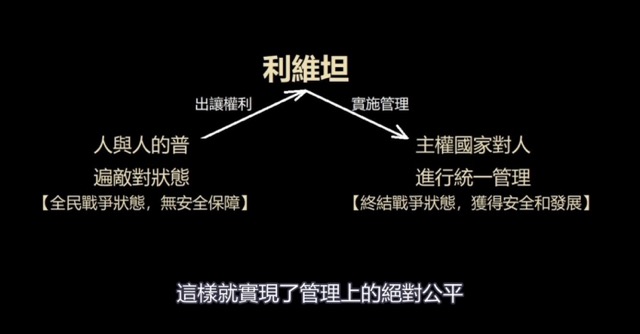 利維坦
出讓權利
實施管理
人與人的普
遍敵對狀態
【全民戰爭狀態，無安全保障】
主權國家對人
進行統一管理
【終結戰爭狀態，獲得安全和發展】
這樣就實現了管理上的絕對公平